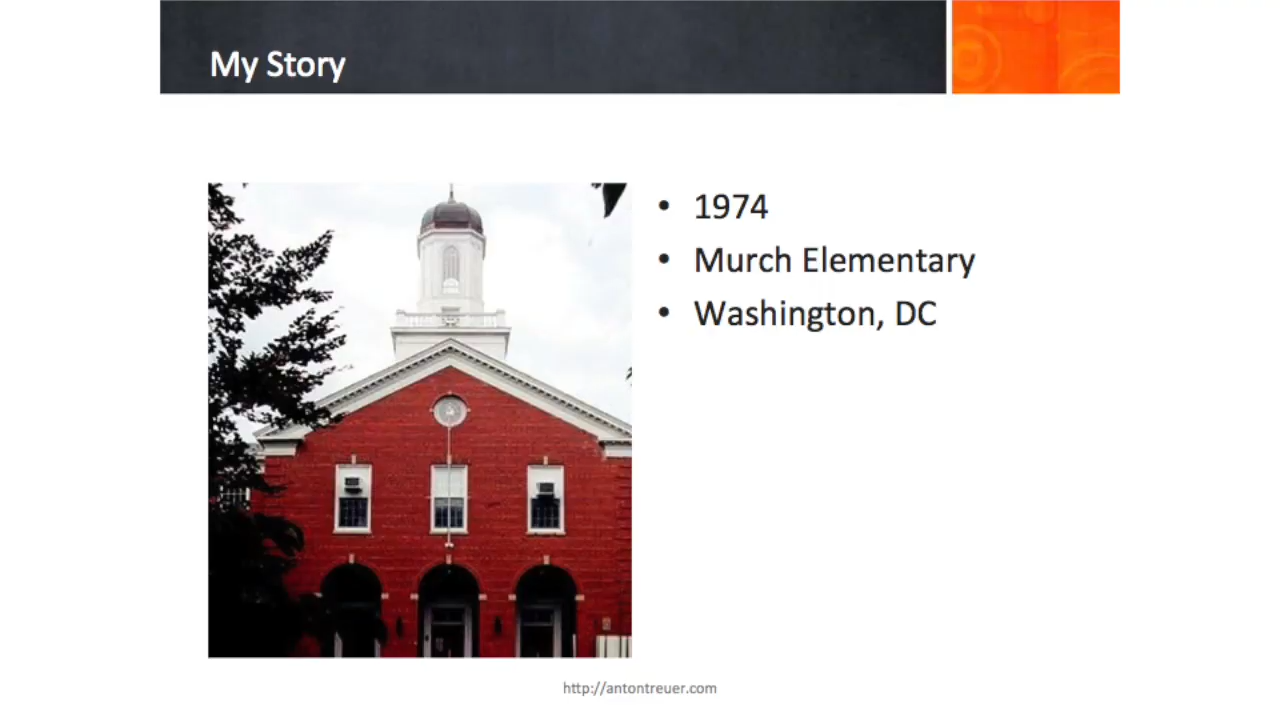 My Story
• 1974
• Murch Elementary
• Washington, DC
http://antontreuer.com